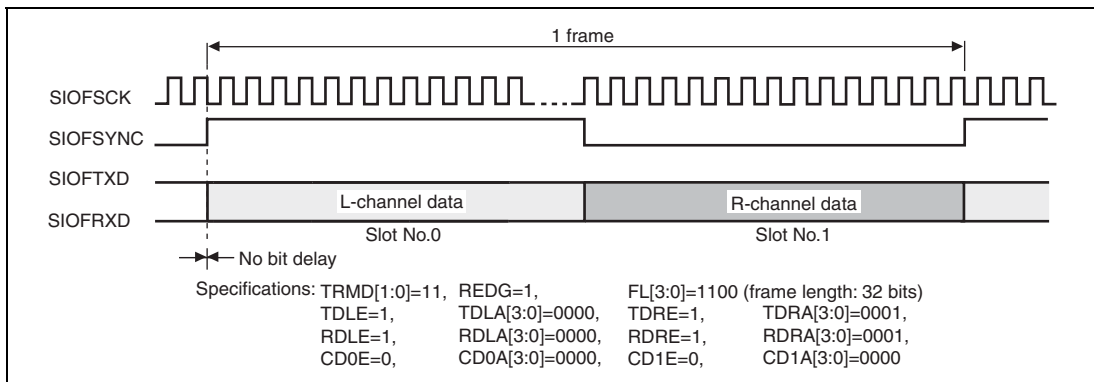 1 frame
SIOFSCK
SIOFSYNC
SIOFTXD
L-channel data
R-channel data
SIOFRXD
Slot No.0
Slot No.1
No bit delay
Specifications: TRMD[1:0]=11, REDG=1, FL[3:0]=1100 (frame length: 32 bits)
TDLE=1, TDLA[3:0]=0000, TDRE=1, TDRA[3:0]=0001,
RDLE=1, RDLA[3:0]=0000, RDRE=1, RDRA[3:0]=0001,
CD0E=0, CD0A[3:0]=0000, CD1E=0, CD1A[3:0]=0000